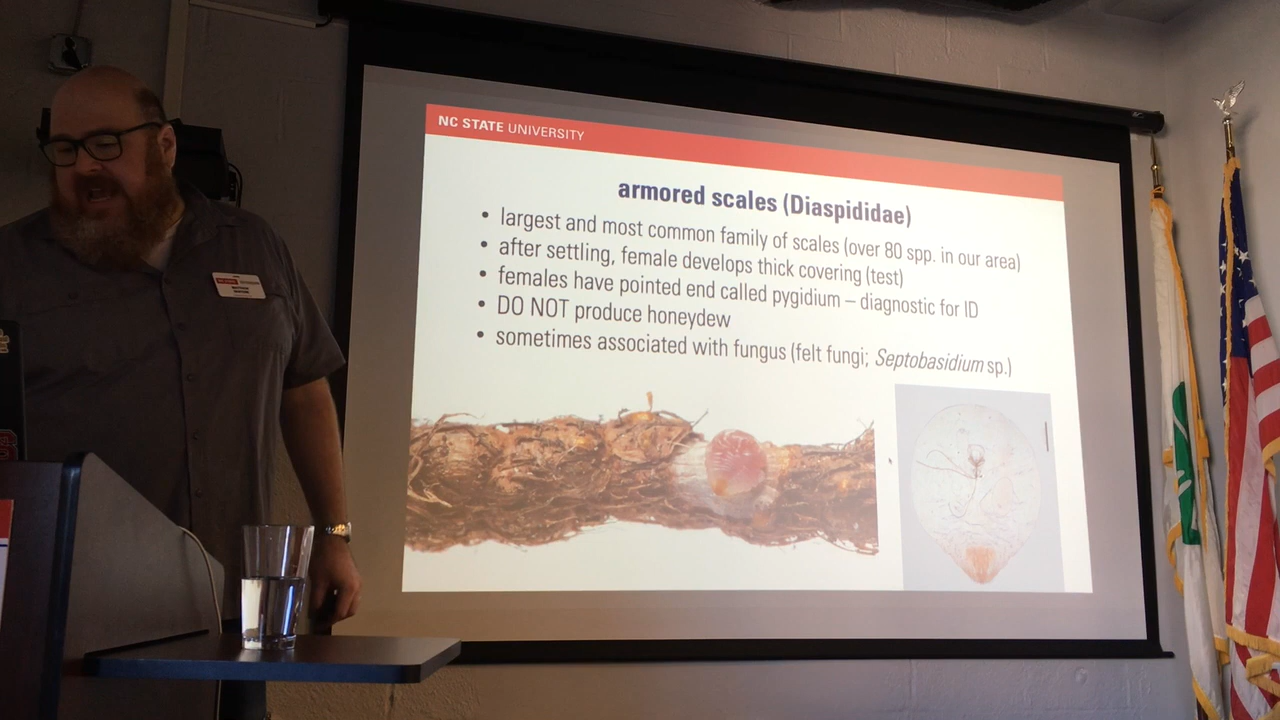 NC STATE UNIVERSITY
armored scales (Diaspididae)
• largest and most common family of scales (over 80 spp. in our area)
• after settling, female develops thick covering (test)
• females have pointed end called pygidium – diagnostic for ID
• DO NOT produce honeydew
• sometimes associated with fungus (felt fungi; Septobasidium sp.)